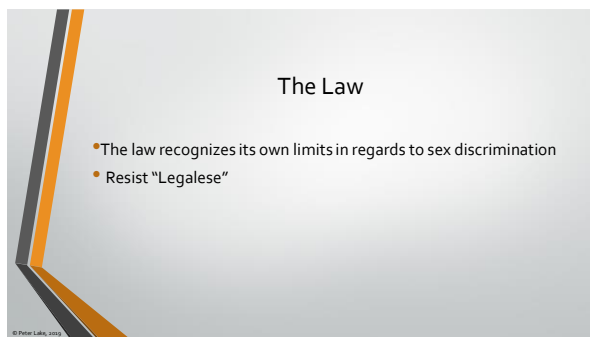 The Law
•The law recognizes its own limits in regards to sex discrimination
• Resist “Legalese”
© Peter Lake, 2019